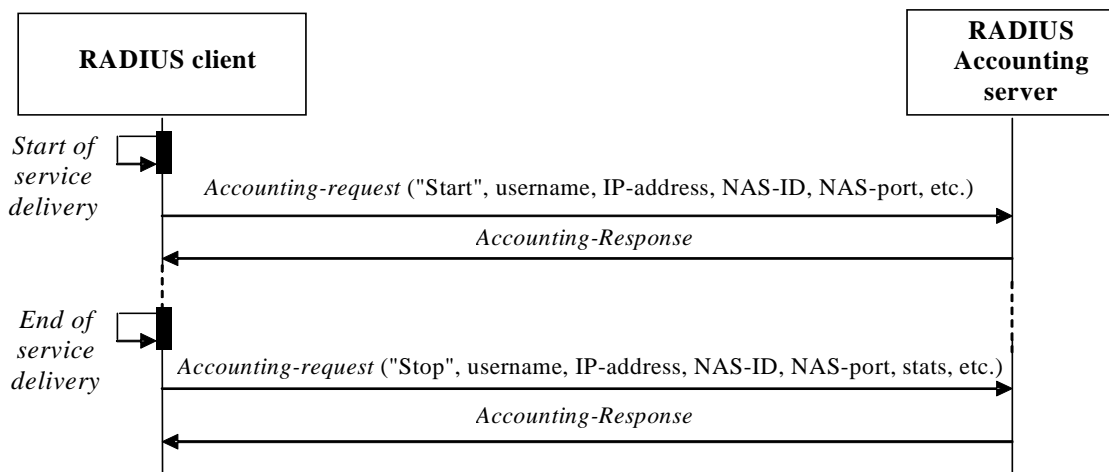 RADIUS client
RADIUS
Accounting
server
Start of
service
delivery
Accounting-request ("Start", username, IP-address, NAS-ID, NAS-port, etc.)
Accounting-Response
End of
service
delivery
Accounting-request ("Stop", username, IP-address, NAS-ID, NAS-port, stats, etc.)
Accounting-Response